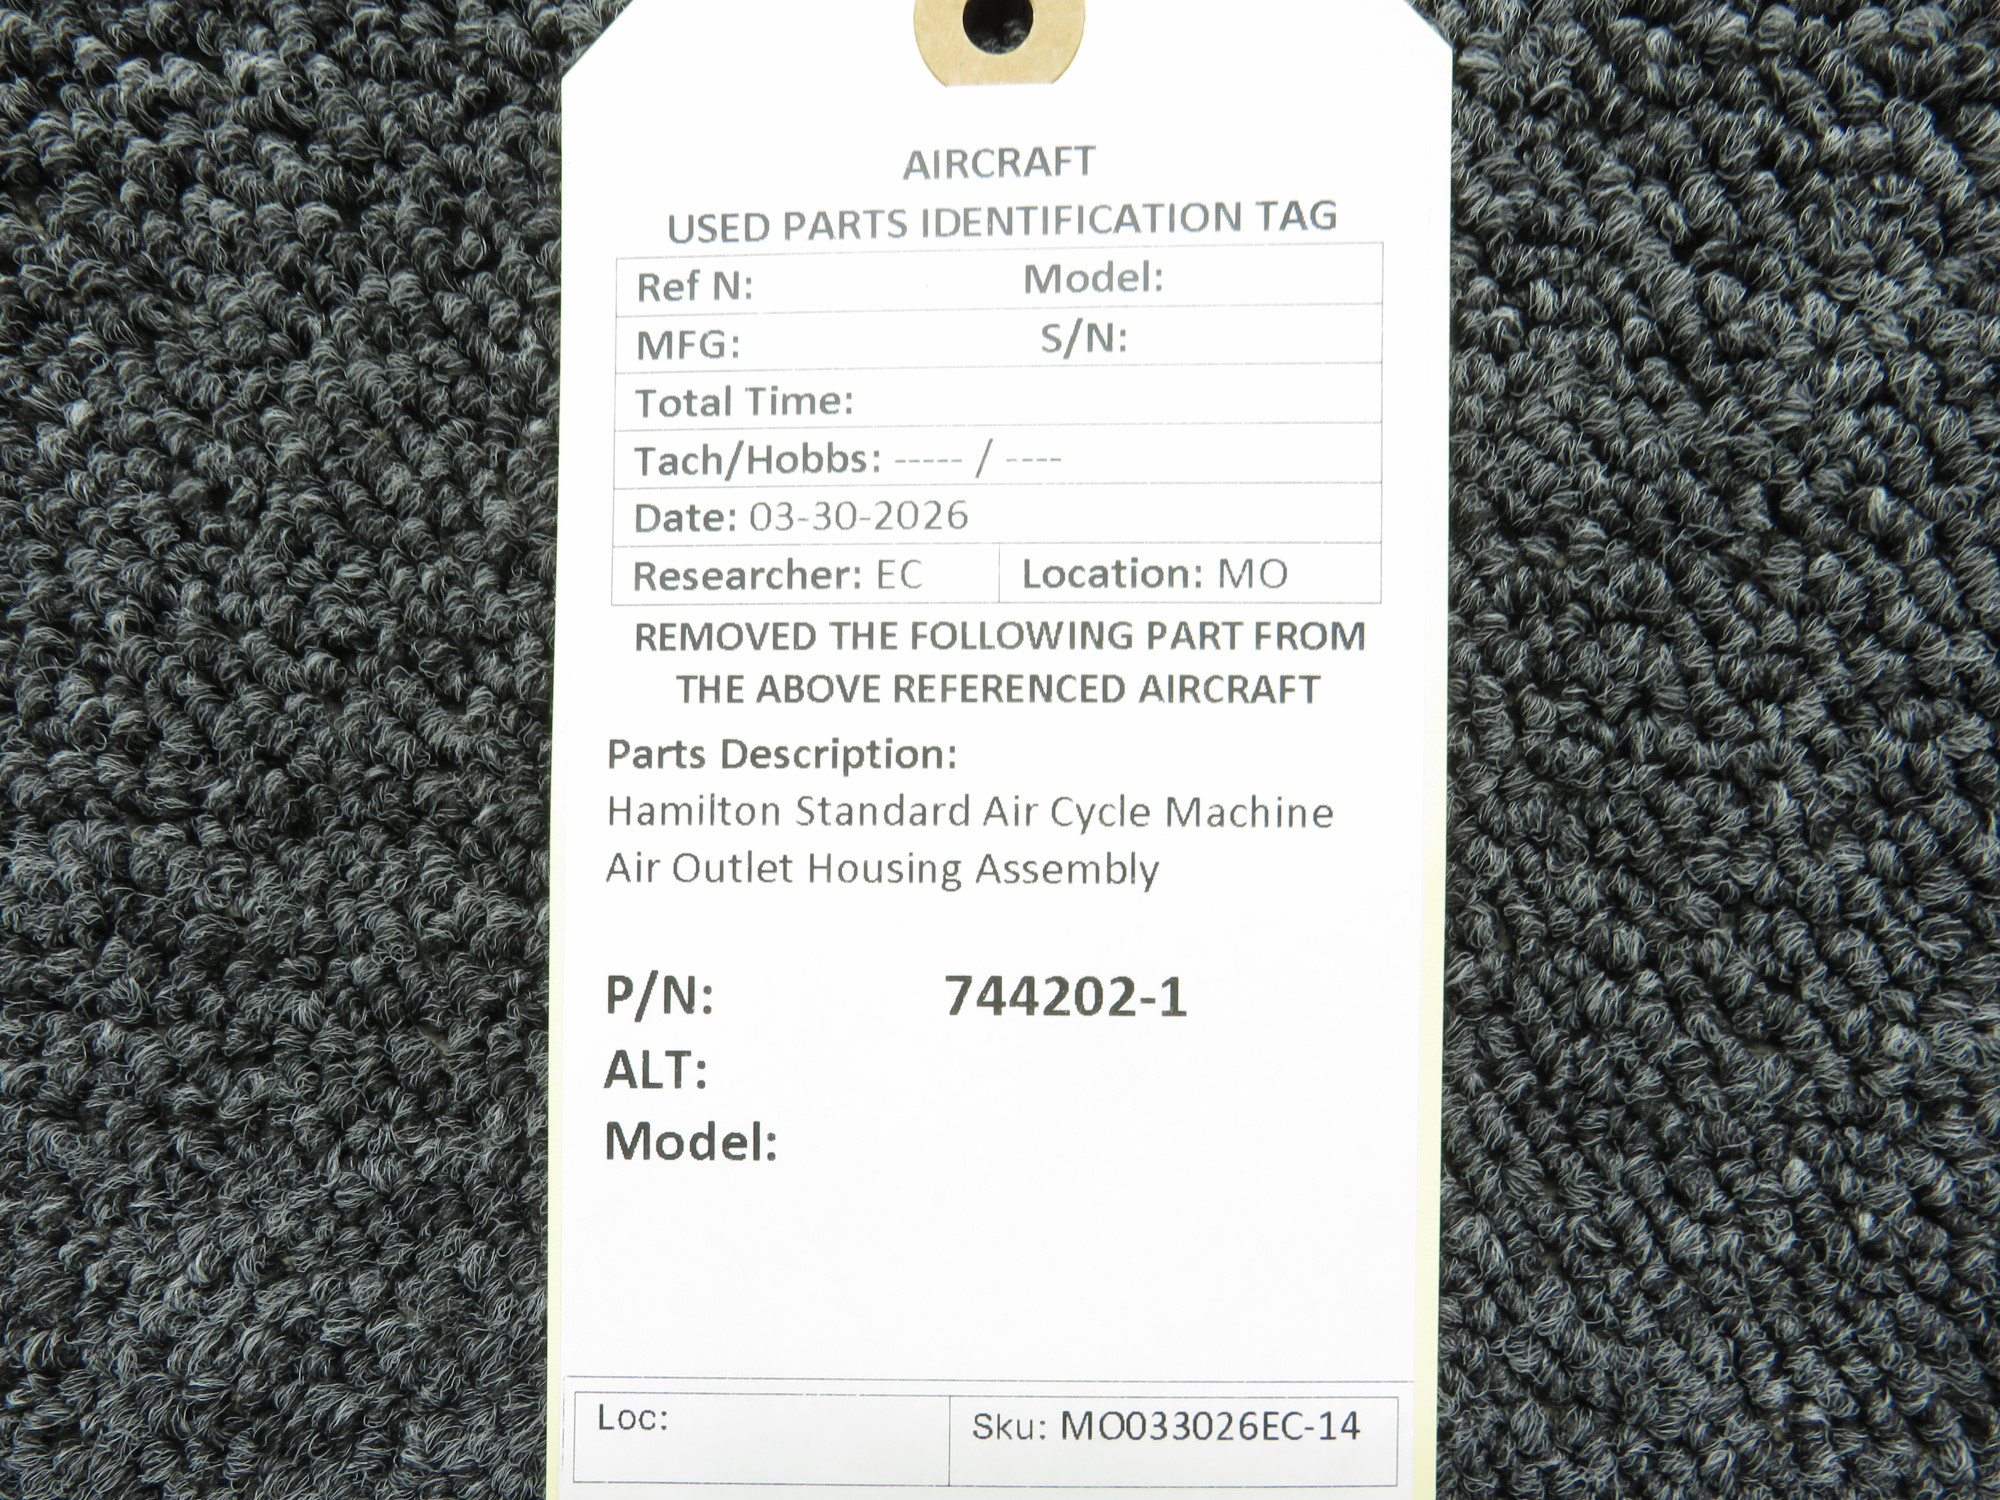 AIRCRAFT
USED PARTS IDENTIFICATION TAG
Ref N: Model:
MFG: S/N:
Total Time:
Tach/Hobbs: ----- / ----
Date: 03-30-2026
Researcher: EC Location: MO
REMOVED THE FOLLOWING PART FROM
THE ABOVE REFERENCED AIRCRAFT
Parts Description:
Hamilton Standard Air Cycle Machine
Air Outlet Housing Assembly
P/N: 744202-1
ALT:
Model:
Loc: Sku: MO033026EC-14